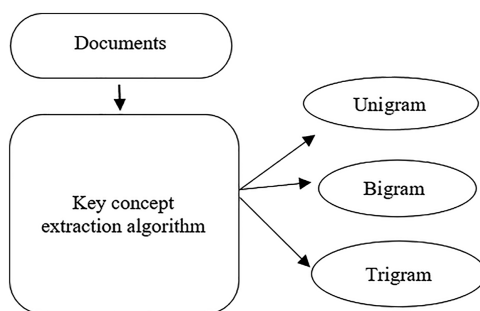 Documents
Unigram
Bigram
Key concept
extraction algorithm
Trigram